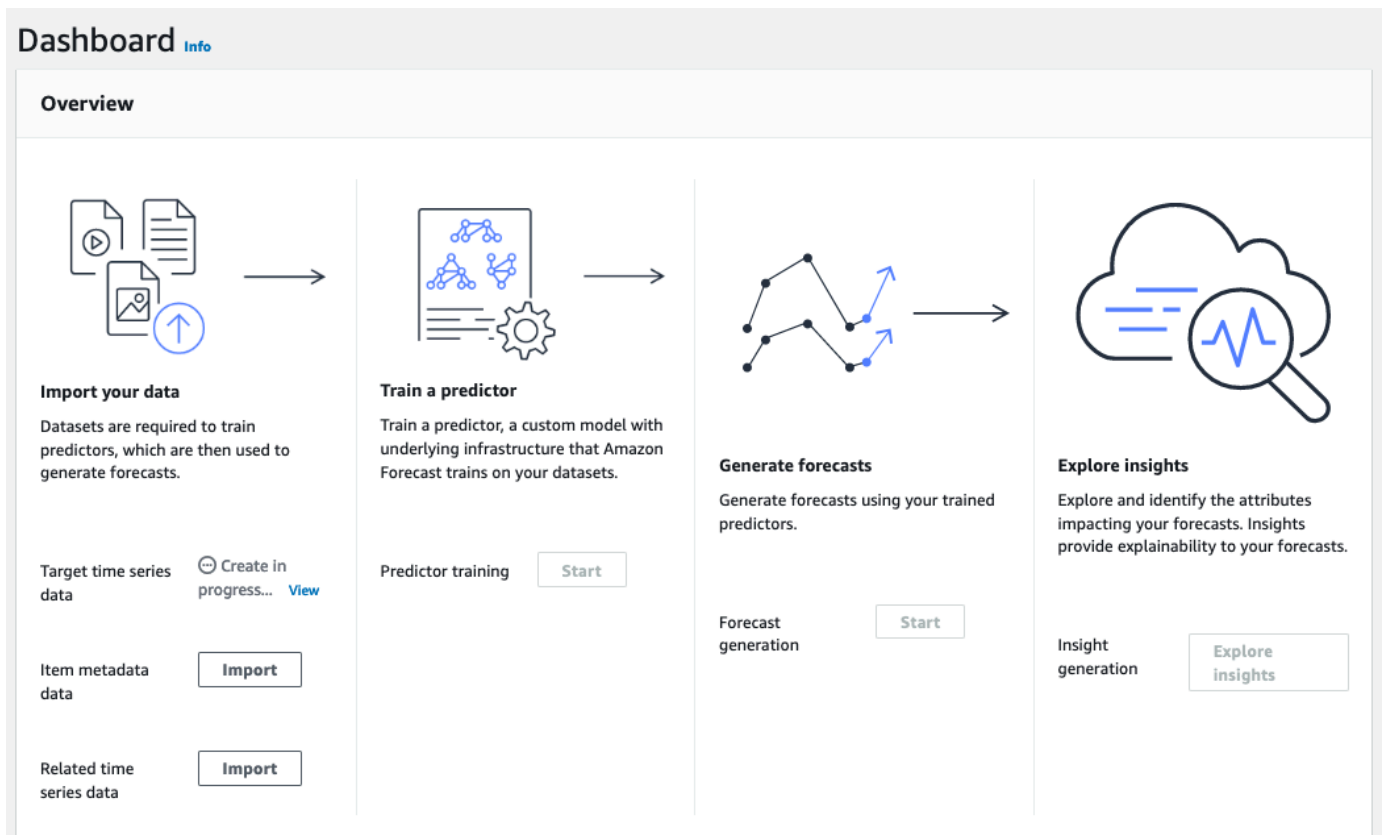 Dashboard Info
Overview
Import your data
Datasets are required to train
predictors, which are then used to
generate forecasts.
Target time series
data
Create in
progress... View
Item metadata
data
Import
Related time
series data
Import
Train a predictor
Train a predictor, a custom model with
underlying infrastructure that Amazon
Forecast trains on your datasets.
Predictor training
Start
Generate forecasts
Generate forecasts using your trained
predictors.
Forecast
generation
Start
Explore insights
Explore and identify the attributes
impacting your forecasts. Insights
provide explainability to your forecasts.
Insight
generation
Explore
insights